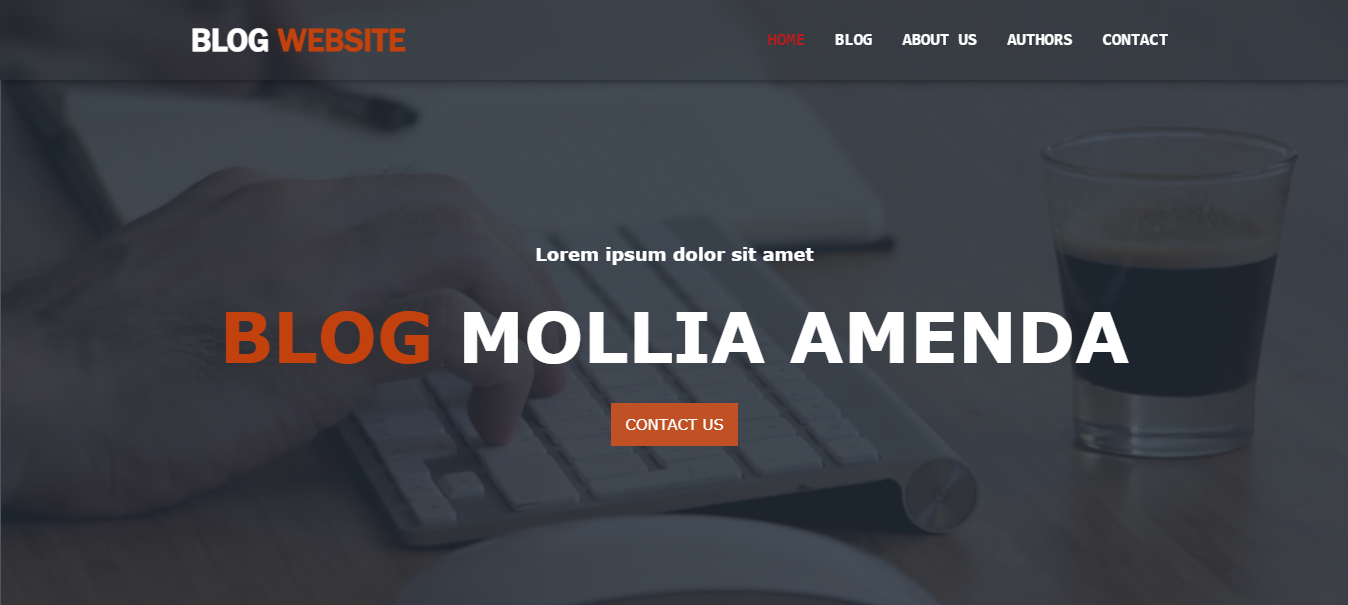 BLOG WEBSITE
HOME BLOG ABOUT US AUTHORS CONTACT
Lorem ipsum dolor sit amet
BLOG MOLLIA AMENDA
CONTACT US